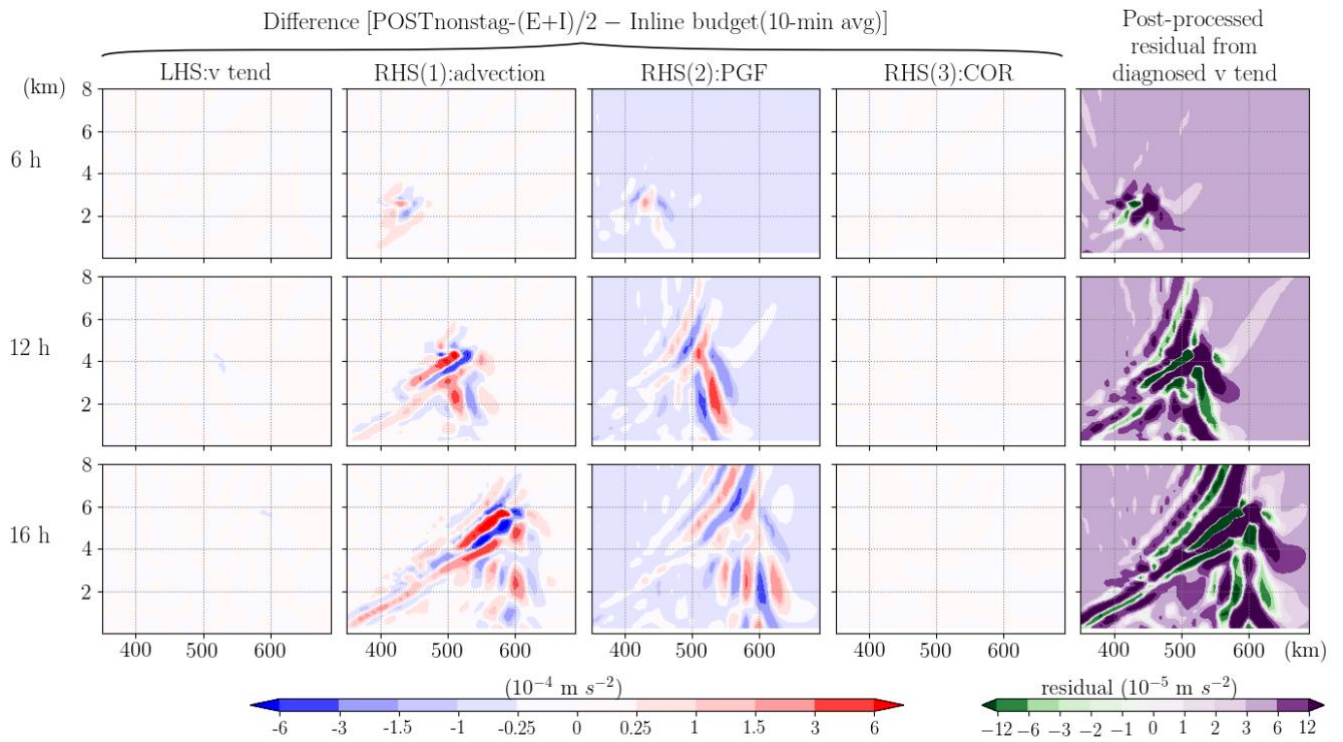 Difference [POSTnonstag-(E+I)/2 − Inline budget(10-min avg)]
Post-processed
residual from
diagnosed v tend
LHS:v tend RHS(1):advection RHS(2):PGF RHS(3):COR
(km)
8
6 h
6
4
2
8
12 h
6
4
2
8
16 h
6
4
2
400 500 600 400 500 600 400 500 600 400 500 600 400 500 600 (km)
(10⁻⁴ m s⁻²)
-6 -3 -1.5 -1 -0.25 0 0.25 1 1.5 3 6
residual (10⁻⁵ m s⁻²)
−12 −6 −3 −2 −1 0 1 2 3 6 12